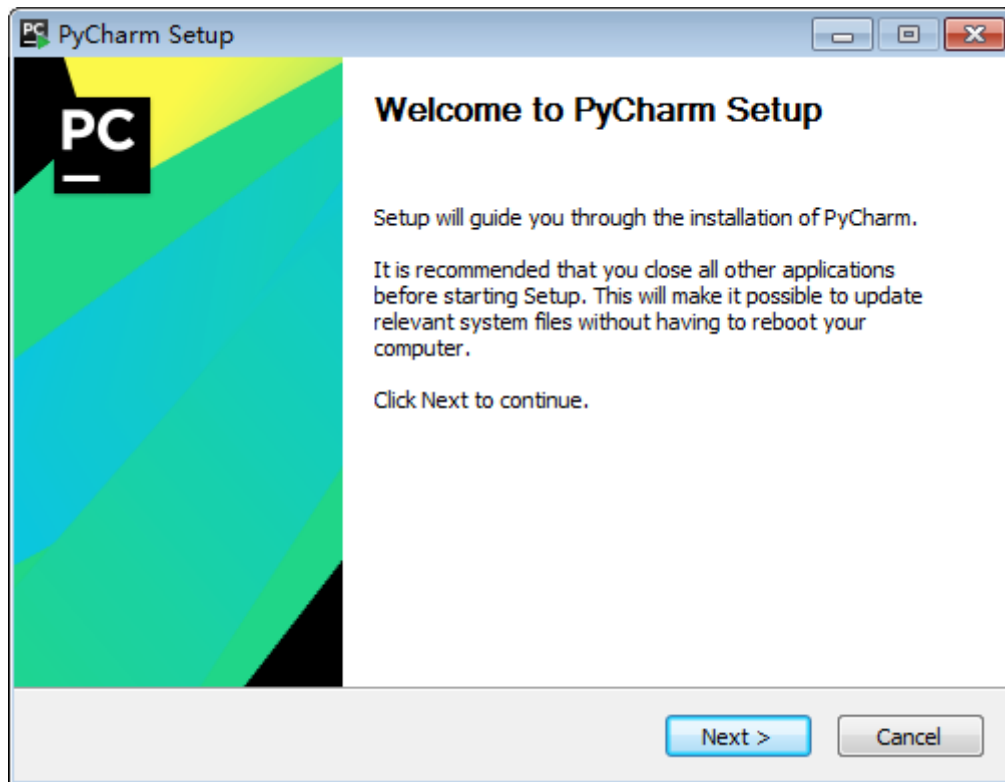 PyCharm Setup
PC
Welcome to PyCharm Setup
Setup will guide you through the installation of PyCharm.
It is recommended that you close all other applications
before starting Setup. This will make it possible to update
relevant system files without having to reboot your
computer.
Click Next to continue.
Next >
Cancel